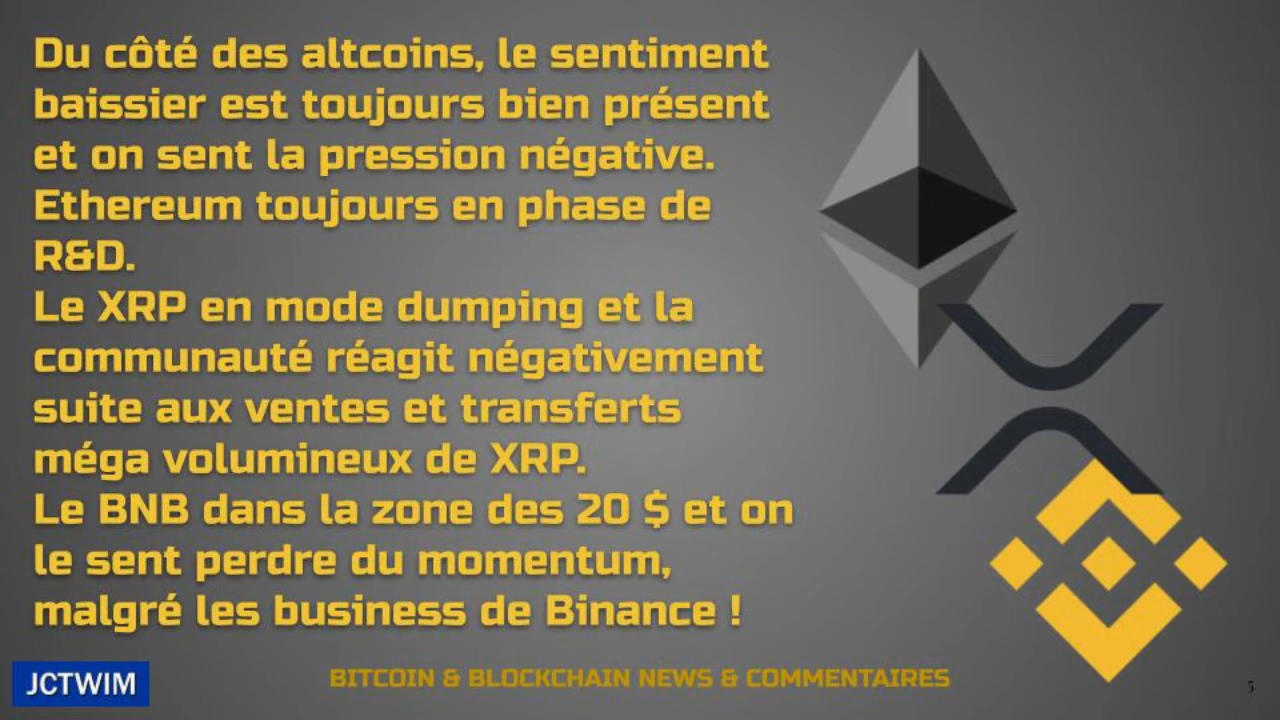 Du côté des altcoins, le sentiment
baissier est toujours bien présent
et on sent la pression négative.
Ethereum toujours en phase de
R&D.
Le XRP en mode dumping et la
communauté réagit négativement
suite aux ventes et transferts
méga volumineux de XRP.
Le BNB dans la zone des 20 $ et on
le sent perdre du momentum,
malgré les business de Binance !
JCTWIM
BITCOIN & BLOCKCHAIN NEWS & COMMENTAIRES
5